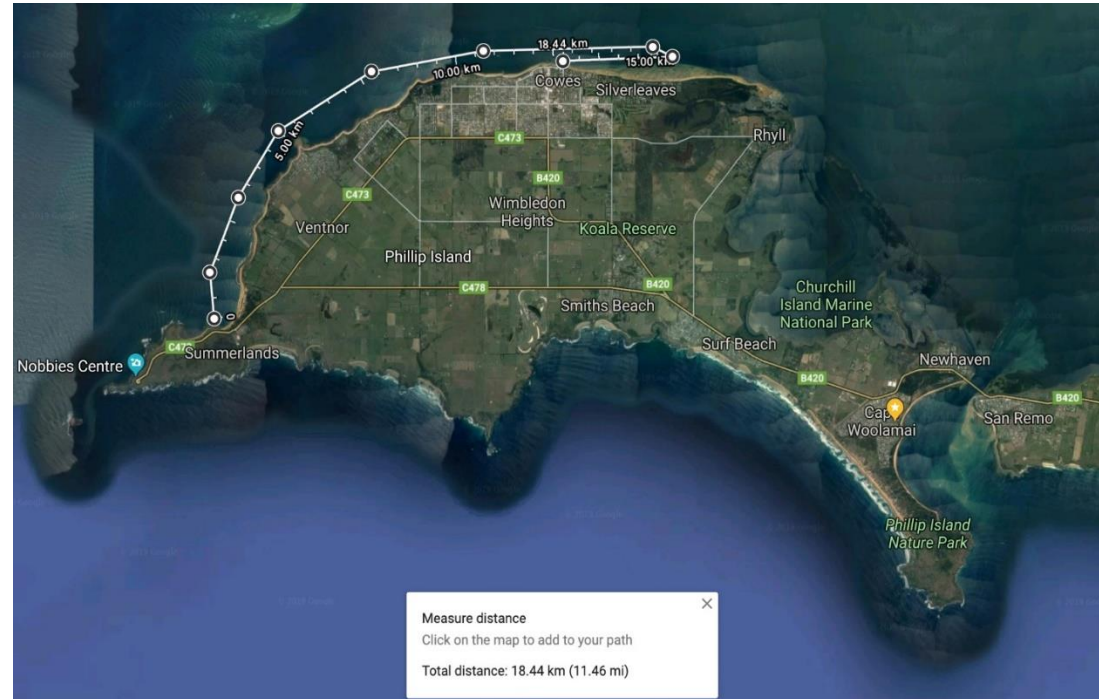 18.44 km
15.00 km
10.00 km
Cowes
Silverleaves
5.00 km
C473
Rhyll
B420
C473
Wimbledon
Heights
Ventnor
Koala Reserve
Phillip Island
C478
B420
Churchill
Island Marine
National Park
Smiths Beach
0
Surf Beach
Summerlands
Nobbies Centre
Newhaven
B420
B420
Cape
Woolamai
San Remo
Phillip Island
Nature Park
Measure distance
Click on the map to add to your path
Total distance: 18.44 km (11.46 mi)